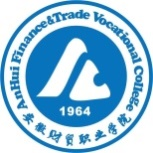 AnHui Finance&Trade Vocational College
1964
安徽财贸职业学院